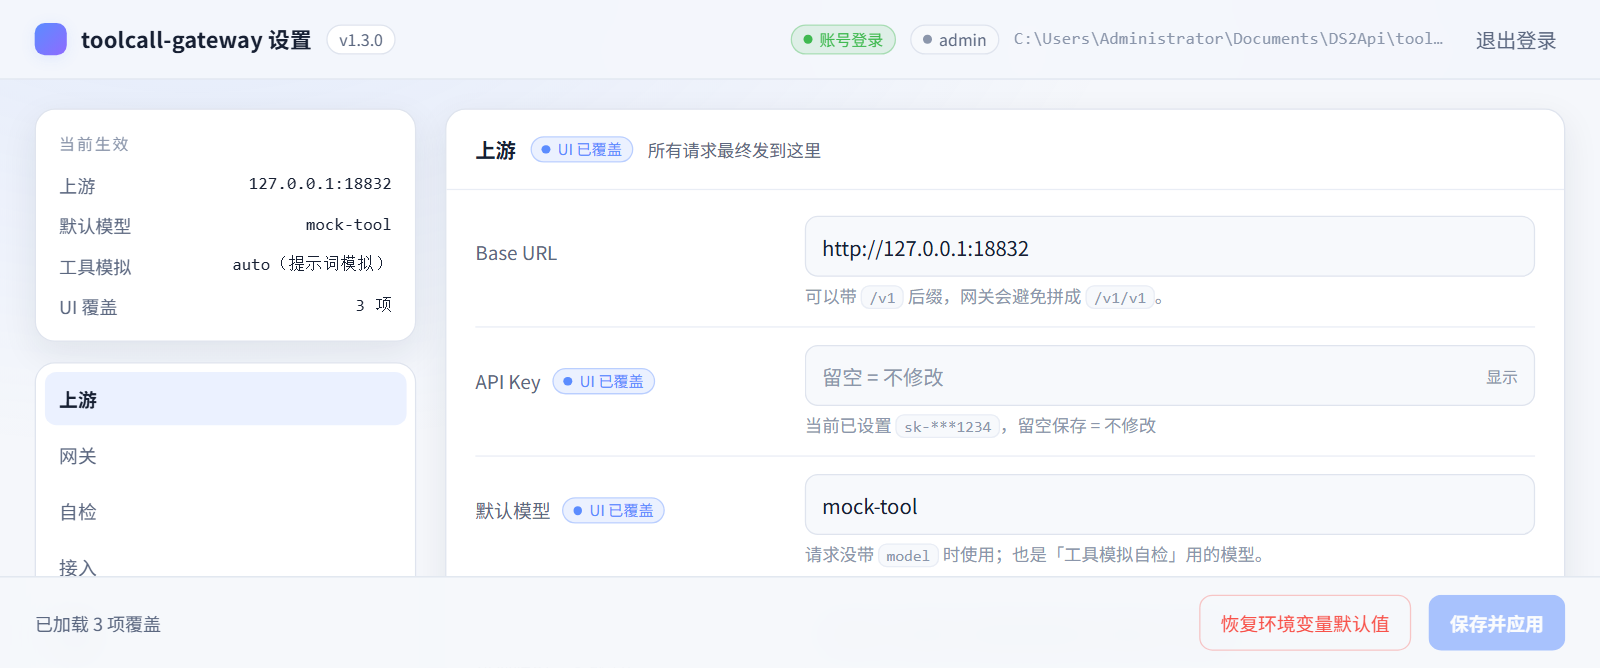 toolcall-gateway 设置 v1.3.0 账号登录 admin C:\Users\Administrator\Documents\DS2Api\tool… 退出登录
当前生效
上游 127.0.0.1:18832
默认模型 mock-tool
工具模拟 auto（提示词模拟）
UI 覆盖 3 项
上游
网关
自检
接入
上游 UI 已覆盖 所有请求最终发到这里
Base URL http://127.0.0.1:18832
可以带 /v1 后缀，网关会避免拼成 /v1/v1 。
API Key UI 已覆盖 留空 = 不修改 显示
当前已设置 sk-***1234 ，留空保存 = 不修改
默认模型 UI 已覆盖 mock-tool
请求没带 model 时使用；也是「工具模拟自检」用的模型。
已加载 3 项覆盖 恢复环境变量默认值 保存并应用